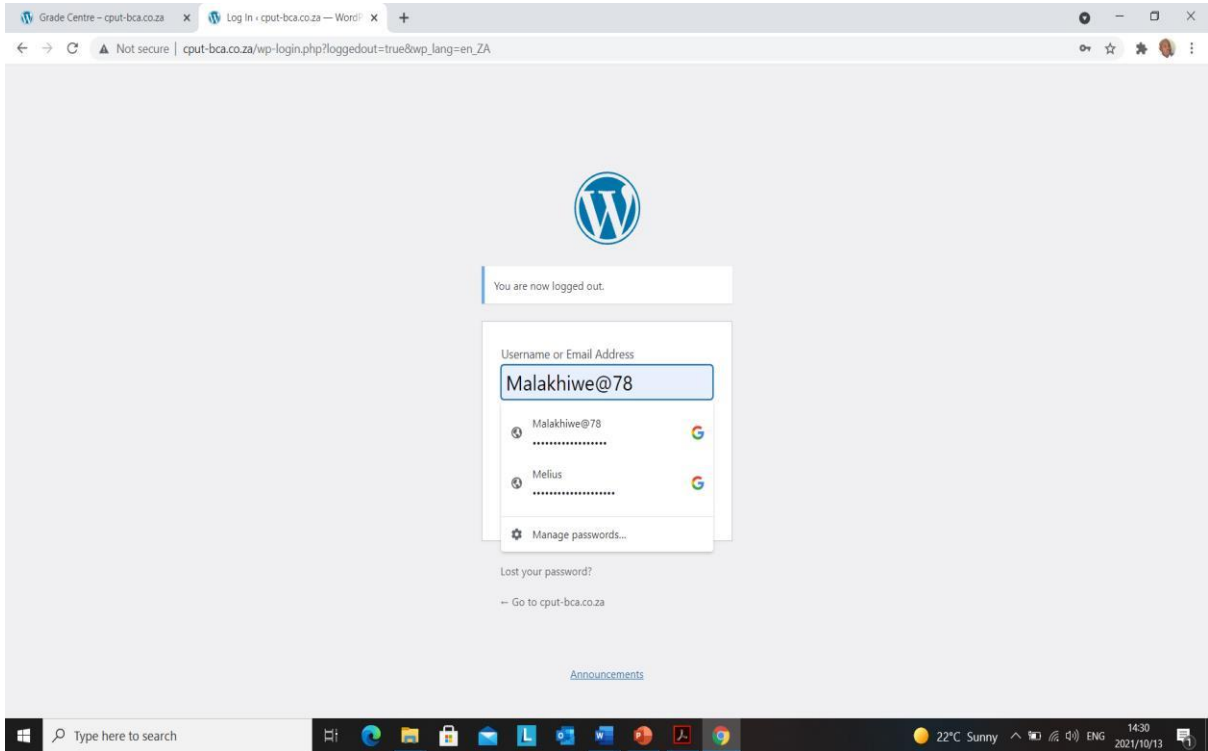 Grade Centre – cput-bca.co.za
Log In ‹ cput-bca.co.za — WordP
Not secure | cput-bca.co.za/wp-login.php?loggedout=true&wp_lang=en_ZA
You are now logged out.
Username or Email Address
Malakhiwe@78
Malakhiwe@78
••••••••••••••••••
Melius
••••••••••••••••••••
Manage passwords...
Lost your password?
← Go to cput-bca.co.za
Announcements
Type here to search
22°C Sunny
ENG
14:30
2021/10/13